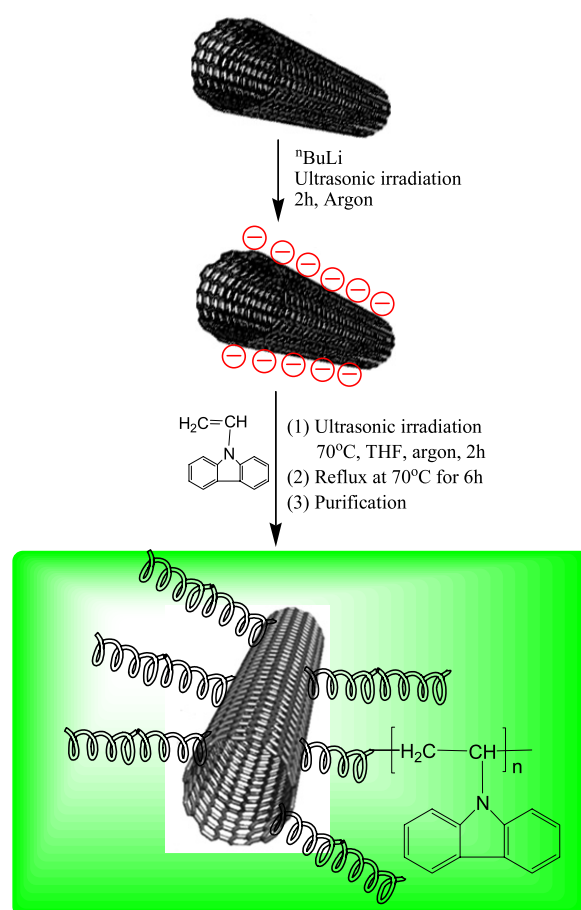 ⁿBuLi
Ultrasonic irradiation
2h, Argon
− − − − − −
− − − − −
H₂C=CH
N
(1) Ultrasonic irradiation
70°C, THF, argon, 2h
(2) Reflux at 70°C for 6h
(3) Purification
[H₂C CH]n
N